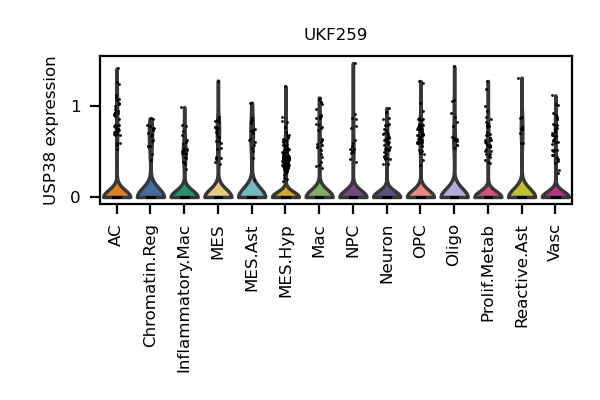 UKF259
USP38 expression
1
0
AC
Chromatin.Reg
Inflammatory.Mac
MES
MES.Ast
MES.Hyp
Mac
NPC
Neuron
OPC
Oligo
Prolif.Metab
Reactive.Ast
Vasc